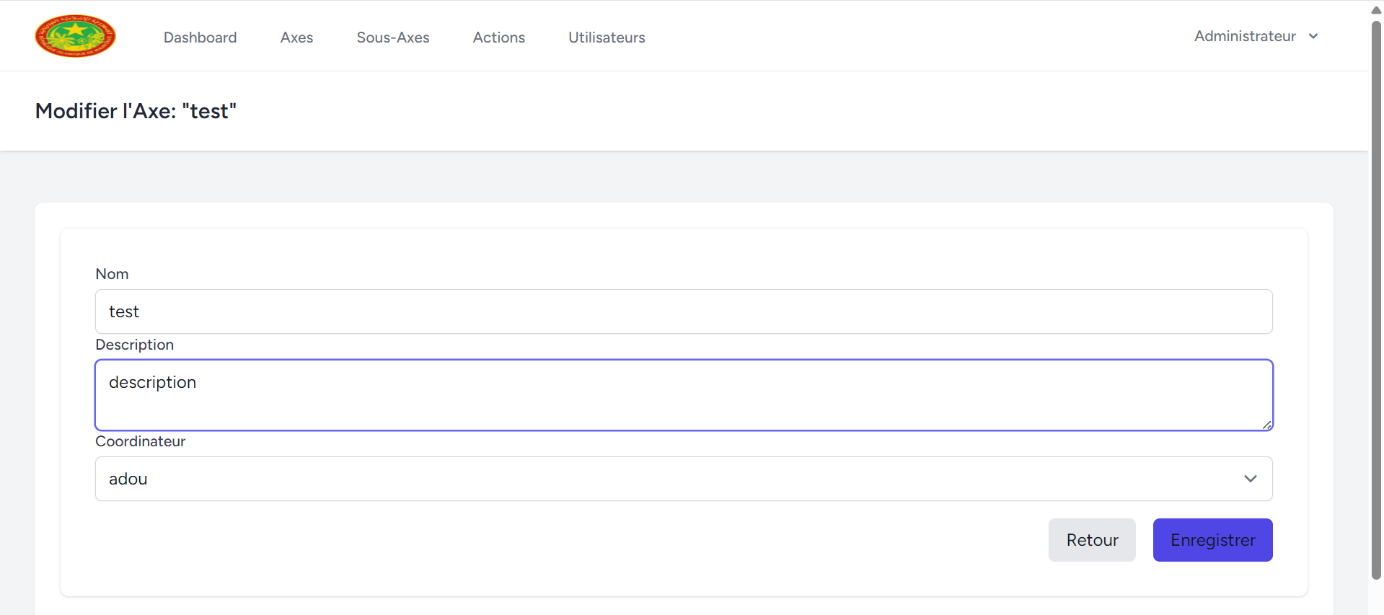 Dashboard
Axes
Sous-Axes
Actions
Utilisateurs
Administrateur
Modifier l'Axe: "test"
Nom
test
Description
description
Coordinateur
adou
Retour
Enregistrer